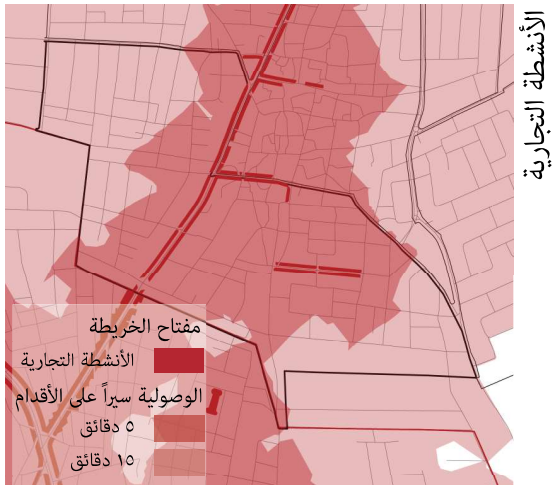 الأنشطة التجارية
مفتاح الخريطة
الأنشطة التجارية
الوصولية سيراً على الأقدام
٥ دقائق
١٥ دقائق